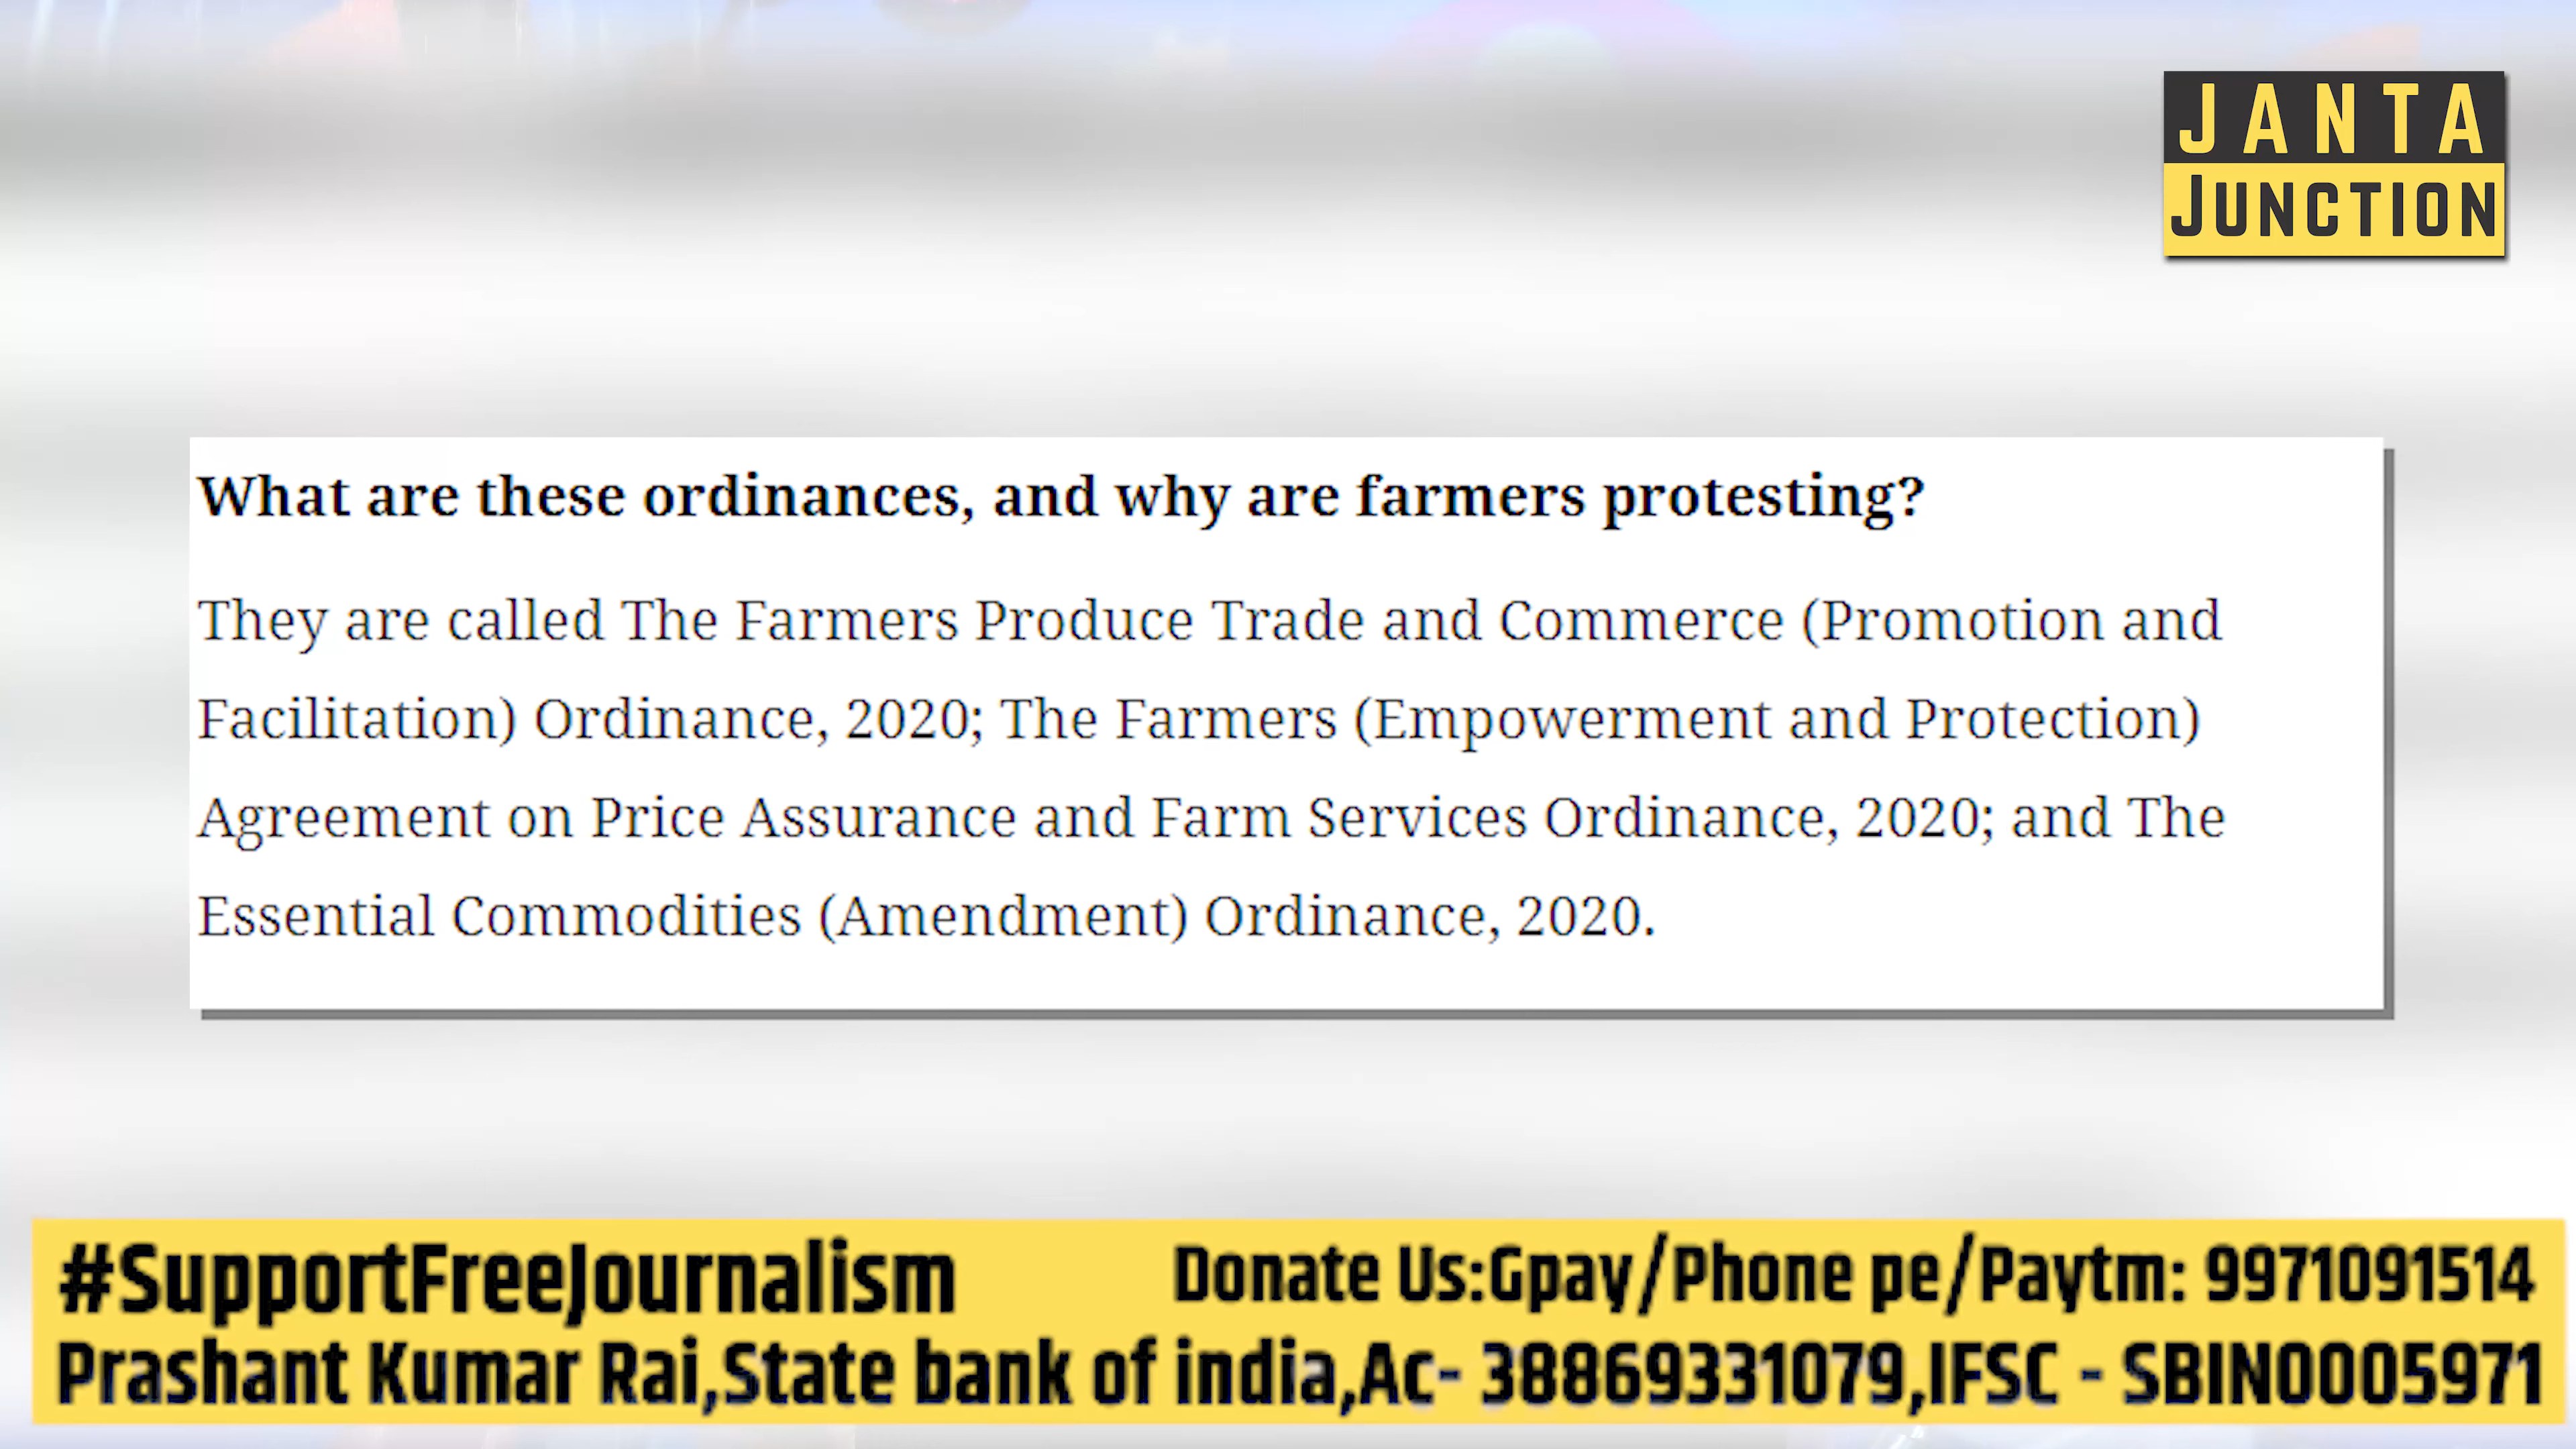 JANTA
JUNCTION
What are these ordinances, and why are farmers protesting?
They are called The Farmers Produce Trade and Commerce (Promotion and
Facilitation) Ordinance, 2020; The Farmers (Empowerment and Protection)
Agreement on Price Assurance and Farm Services Ordinance, 2020; and The
Essential Commodities (Amendment) Ordinance, 2020.
#SupportFreeJournalism Donate Us:Gpay/Phone pe/Paytm: 9971091514
Prashant Kumar Rai,State bank of india,Ac- 38869331079,IFSC - SBIN0005971